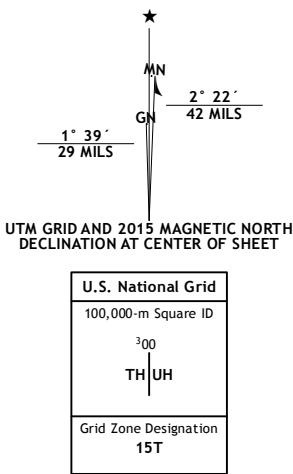 ★
MN
GN
2° 22´
42 MILS
1° 39´
29 MILS
UTM GRID AND 2015 MAGNETIC NORTH
DECLINATION AT CENTER OF SHEET
U.S. National Grid
100,000-m Square ID
³00
TH UH
Grid Zone Designation
15T